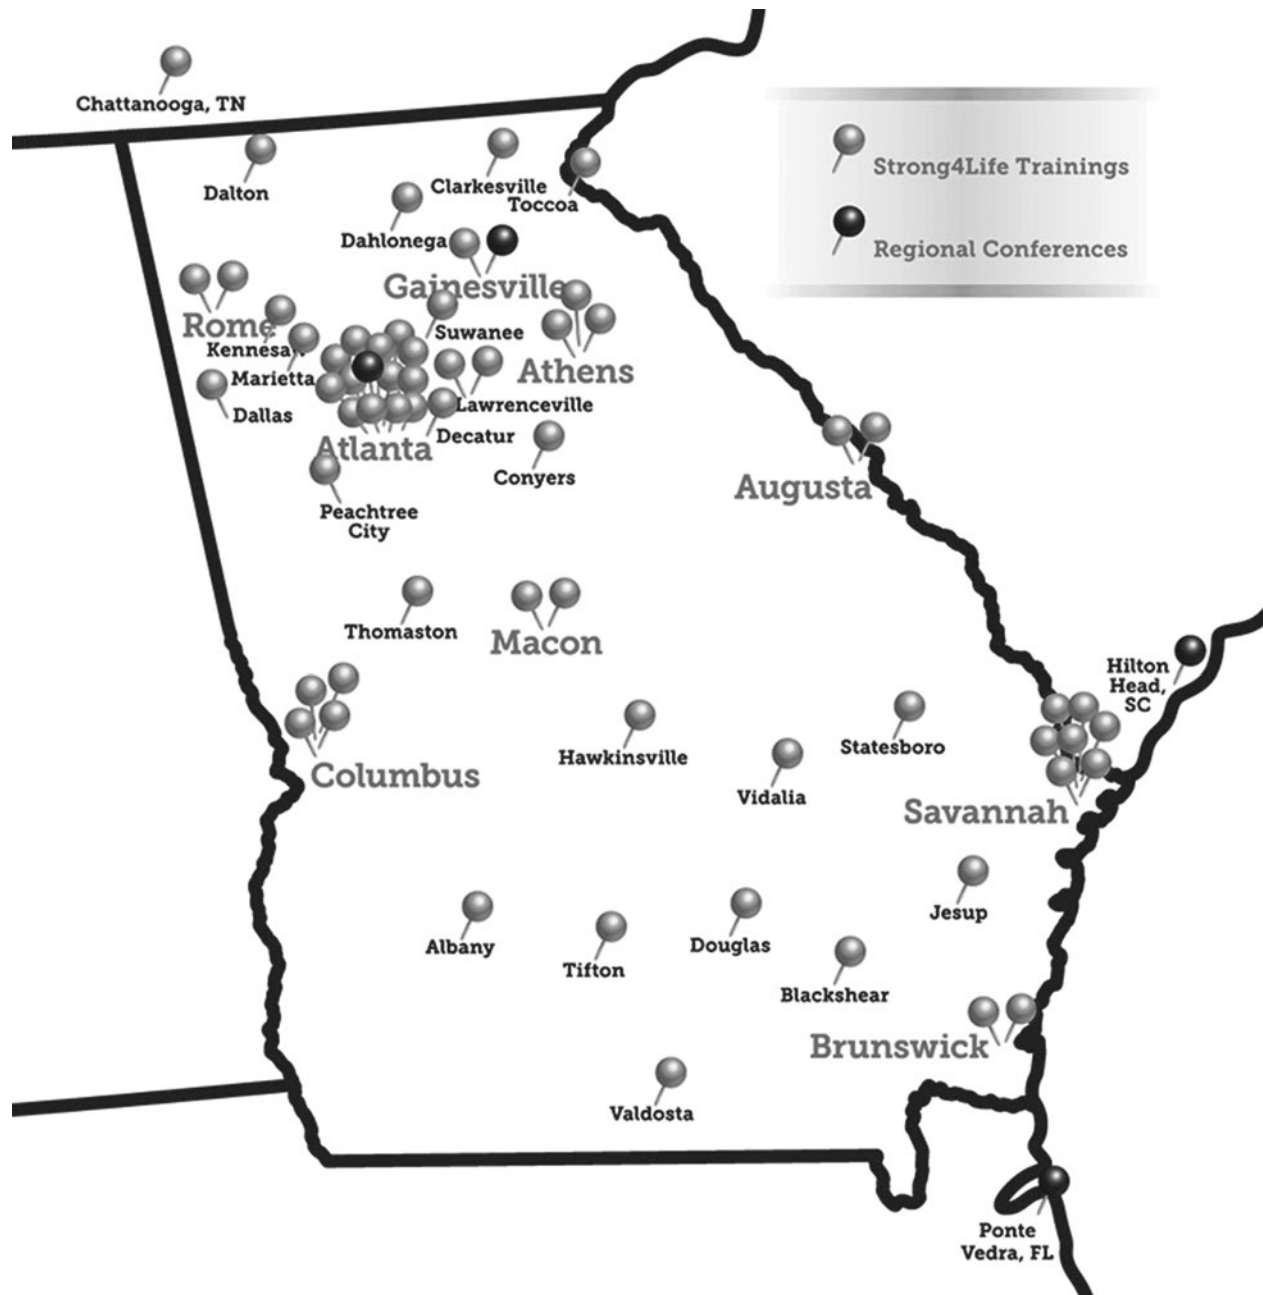 Chattanooga, TN
Dalton
Clarkesville
Toccoa
Strong4Life Trainings
Dahlonega
Regional Conferences
Gainesville
Rome
Suwanee
Kennesaw
Marietta
Athens
Dallas
Lawrenceville
Decatur
Atlanta
Conyers
Augusta
Peachtree
City
Thomaston
Macon
Hilton
Head,
SC
Columbus
Hawkinsville
Statesboro
Vidalia
Savannah
Jesup
Albany
Tifton
Douglas
Blackshear
Brunswick
Valdosta
Ponte
Vedra, FL